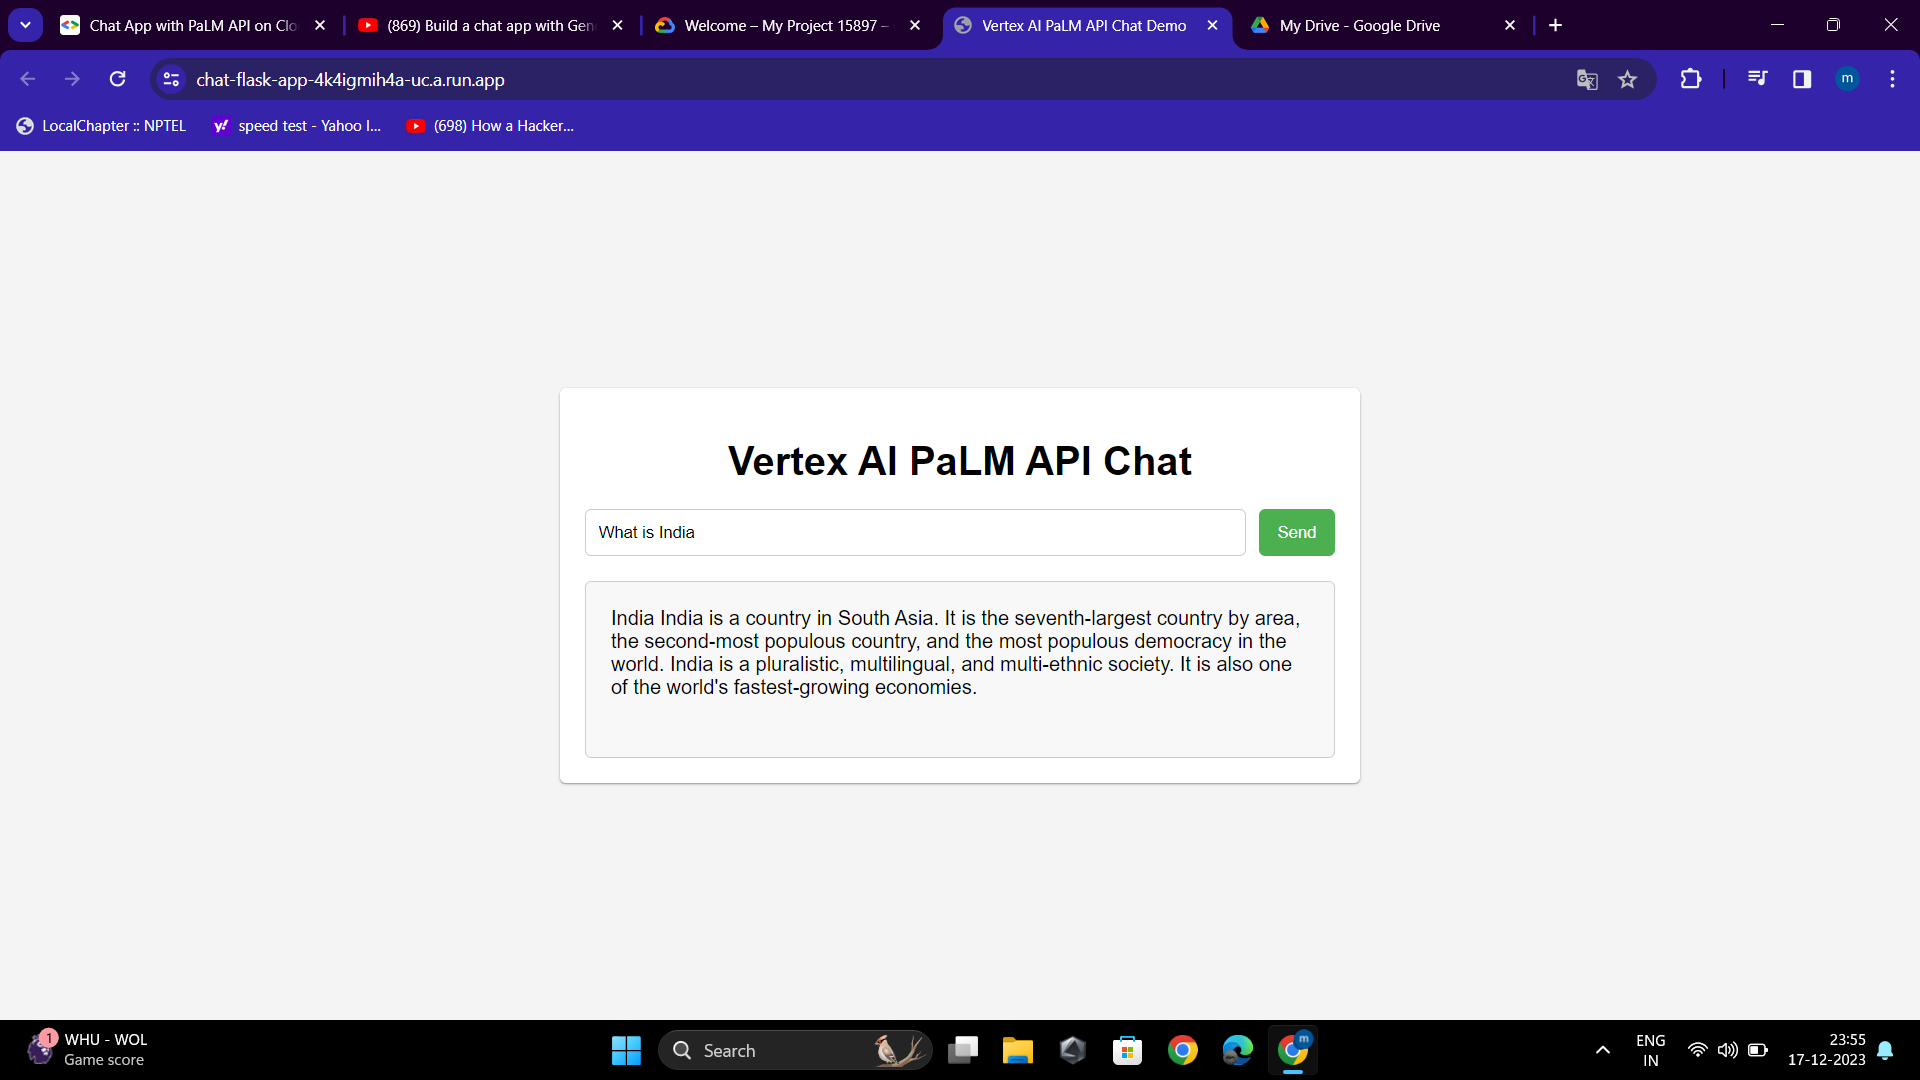 Chat App with PaLM API on Clo
(869) Build a chat app with Gen
Welcome – My Project 15897 –
Vertex AI PaLM API Chat Demo
My Drive - Google Drive
chat-flask-app-4k4igmih4a-uc.a.run.app
m
LocalChapter :: NPTEL
speed test - Yahoo I...
(698) How a Hacker...
Vertex AI PaLM API Chat
What is India
Send
India India is a country in South Asia. It is the seventh-largest country by area,
the second-most populous country, and the most populous democracy in the
world. India is a pluralistic, multilingual, and multi-ethnic society. It is also one
of the world's fastest-growing economies.
1
WHU - WOL
Game score
Search
m
ENG
IN
23:55
17-12-2023